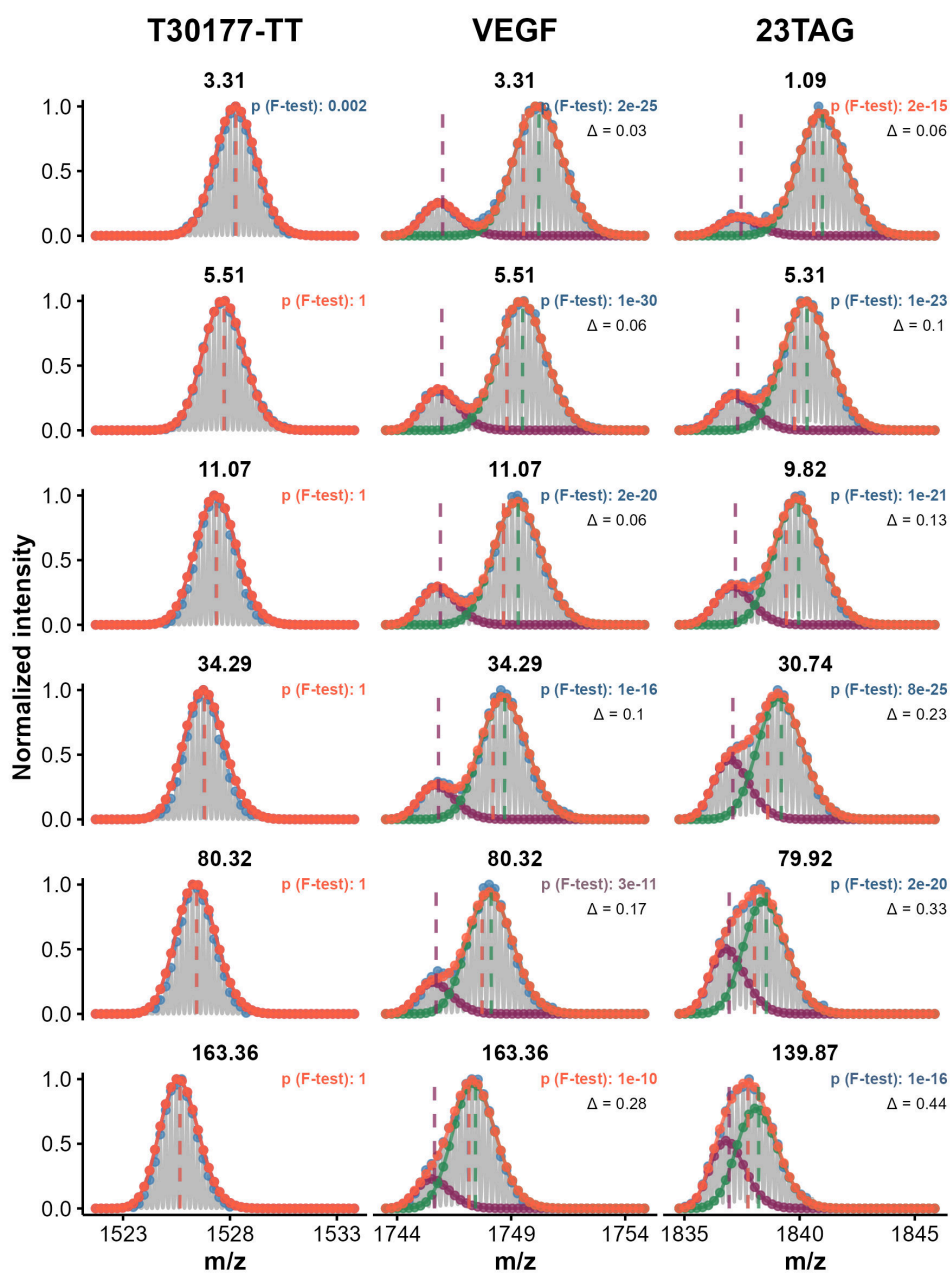 T30177-TT VEGF 23TAG
3.31 3.31 1.09
p (F-test): 0.002 p (F-test): 2e-25 p (F-test): 2e-15
Δ = 0.03 Δ = 0.06
1.0
0.5
0.0
5.51 5.51 5.31
p (F-test): 1 p (F-test): 1e-30 p (F-test): 1e-23
Δ = 0.06 Δ = 0.1
1.0
0.5
0.0
11.07 11.07 9.82
p (F-test): 1 p (F-test): 2e-20 p (F-test): 1e-21
Δ = 0.06 Δ = 0.13
1.0
0.5
0.0
Normalized intensity
34.29 34.29 30.74
p (F-test): 1 p (F-test): 1e-16 p (F-test): 8e-25
Δ = 0.1 Δ = 0.23
1.0
0.5
0.0
80.32 80.32 79.92
p (F-test): 1 p (F-test): 3e-11 p (F-test): 2e-20
Δ = 0.17 Δ = 0.33
1.0
0.5
0.0
163.36 163.36 139.87
p (F-test): 1 p (F-test): 1e-10 p (F-test): 1e-16
Δ = 0.28 Δ = 0.44
1.0
0.5
0.0
1523 1528 1533 1744 1749 1754 1835 1840 1845
m/z m/z m/z